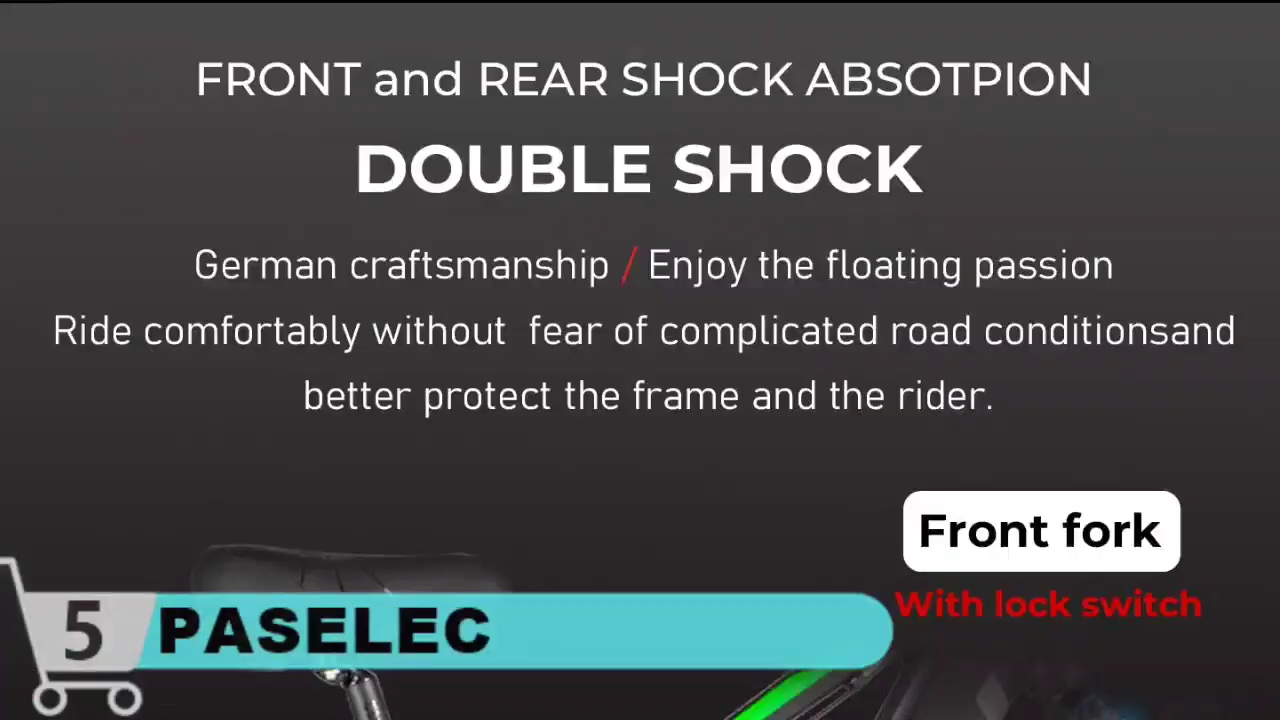 FRONT and REAR SHOCK ABSOTPION
DOUBLE SHOCK
German craftsmanship / Enjoy the floating passion
Ride comfortably without fear of complicated road conditionsand
better protect the frame and the rider.
Front fork
With lock switch
5 PASELEC